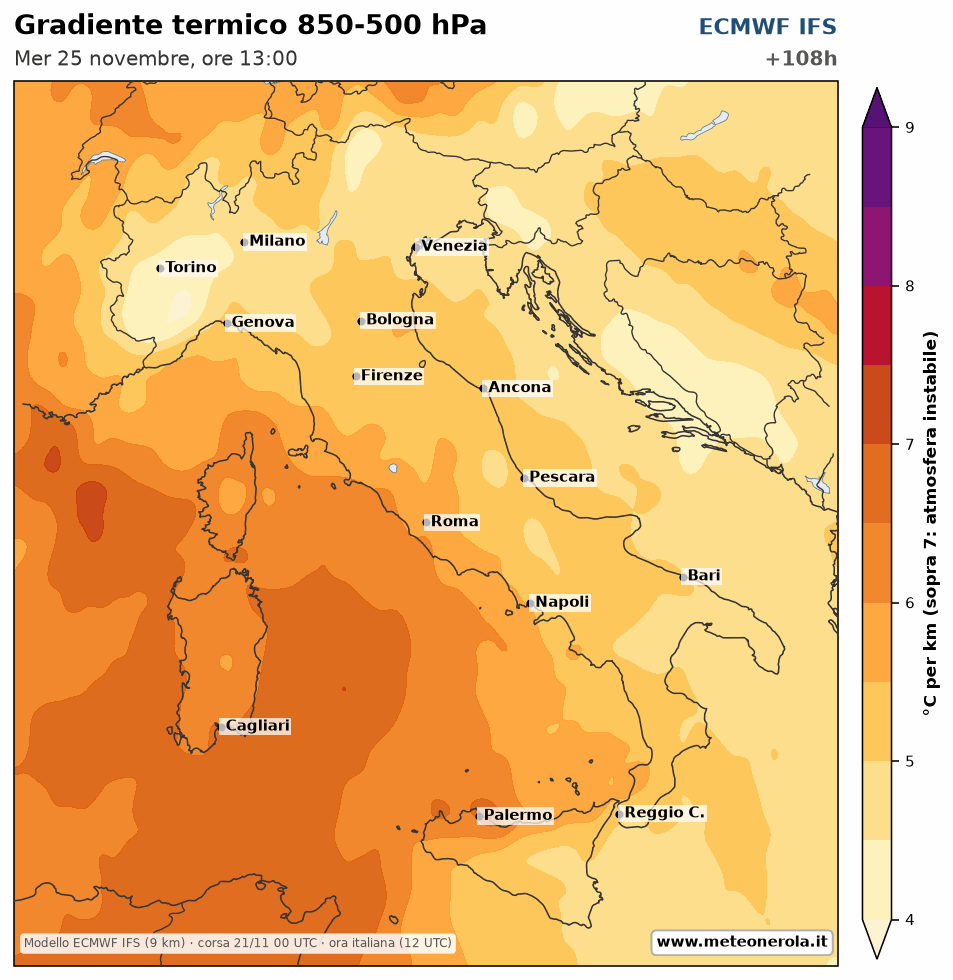 Gradiente termico 850-500 hPa
ECMWF IFS
Mer 25 novembre, ore 13:00
+108h
Milano
Venezia
Torino
Genova
Bologna
Firenze
Ancona
Pescara
Roma
Bari
Napoli
Cagliari
Palermo
Reggio C.
9
8
7
6
5
4
°C per km (sopra 7: atmosfera instabile)
Modello ECMWF IFS (9 km) · corsa 21/11 00 UTC · ora italiana (12 UTC)
www.meteonerola.it